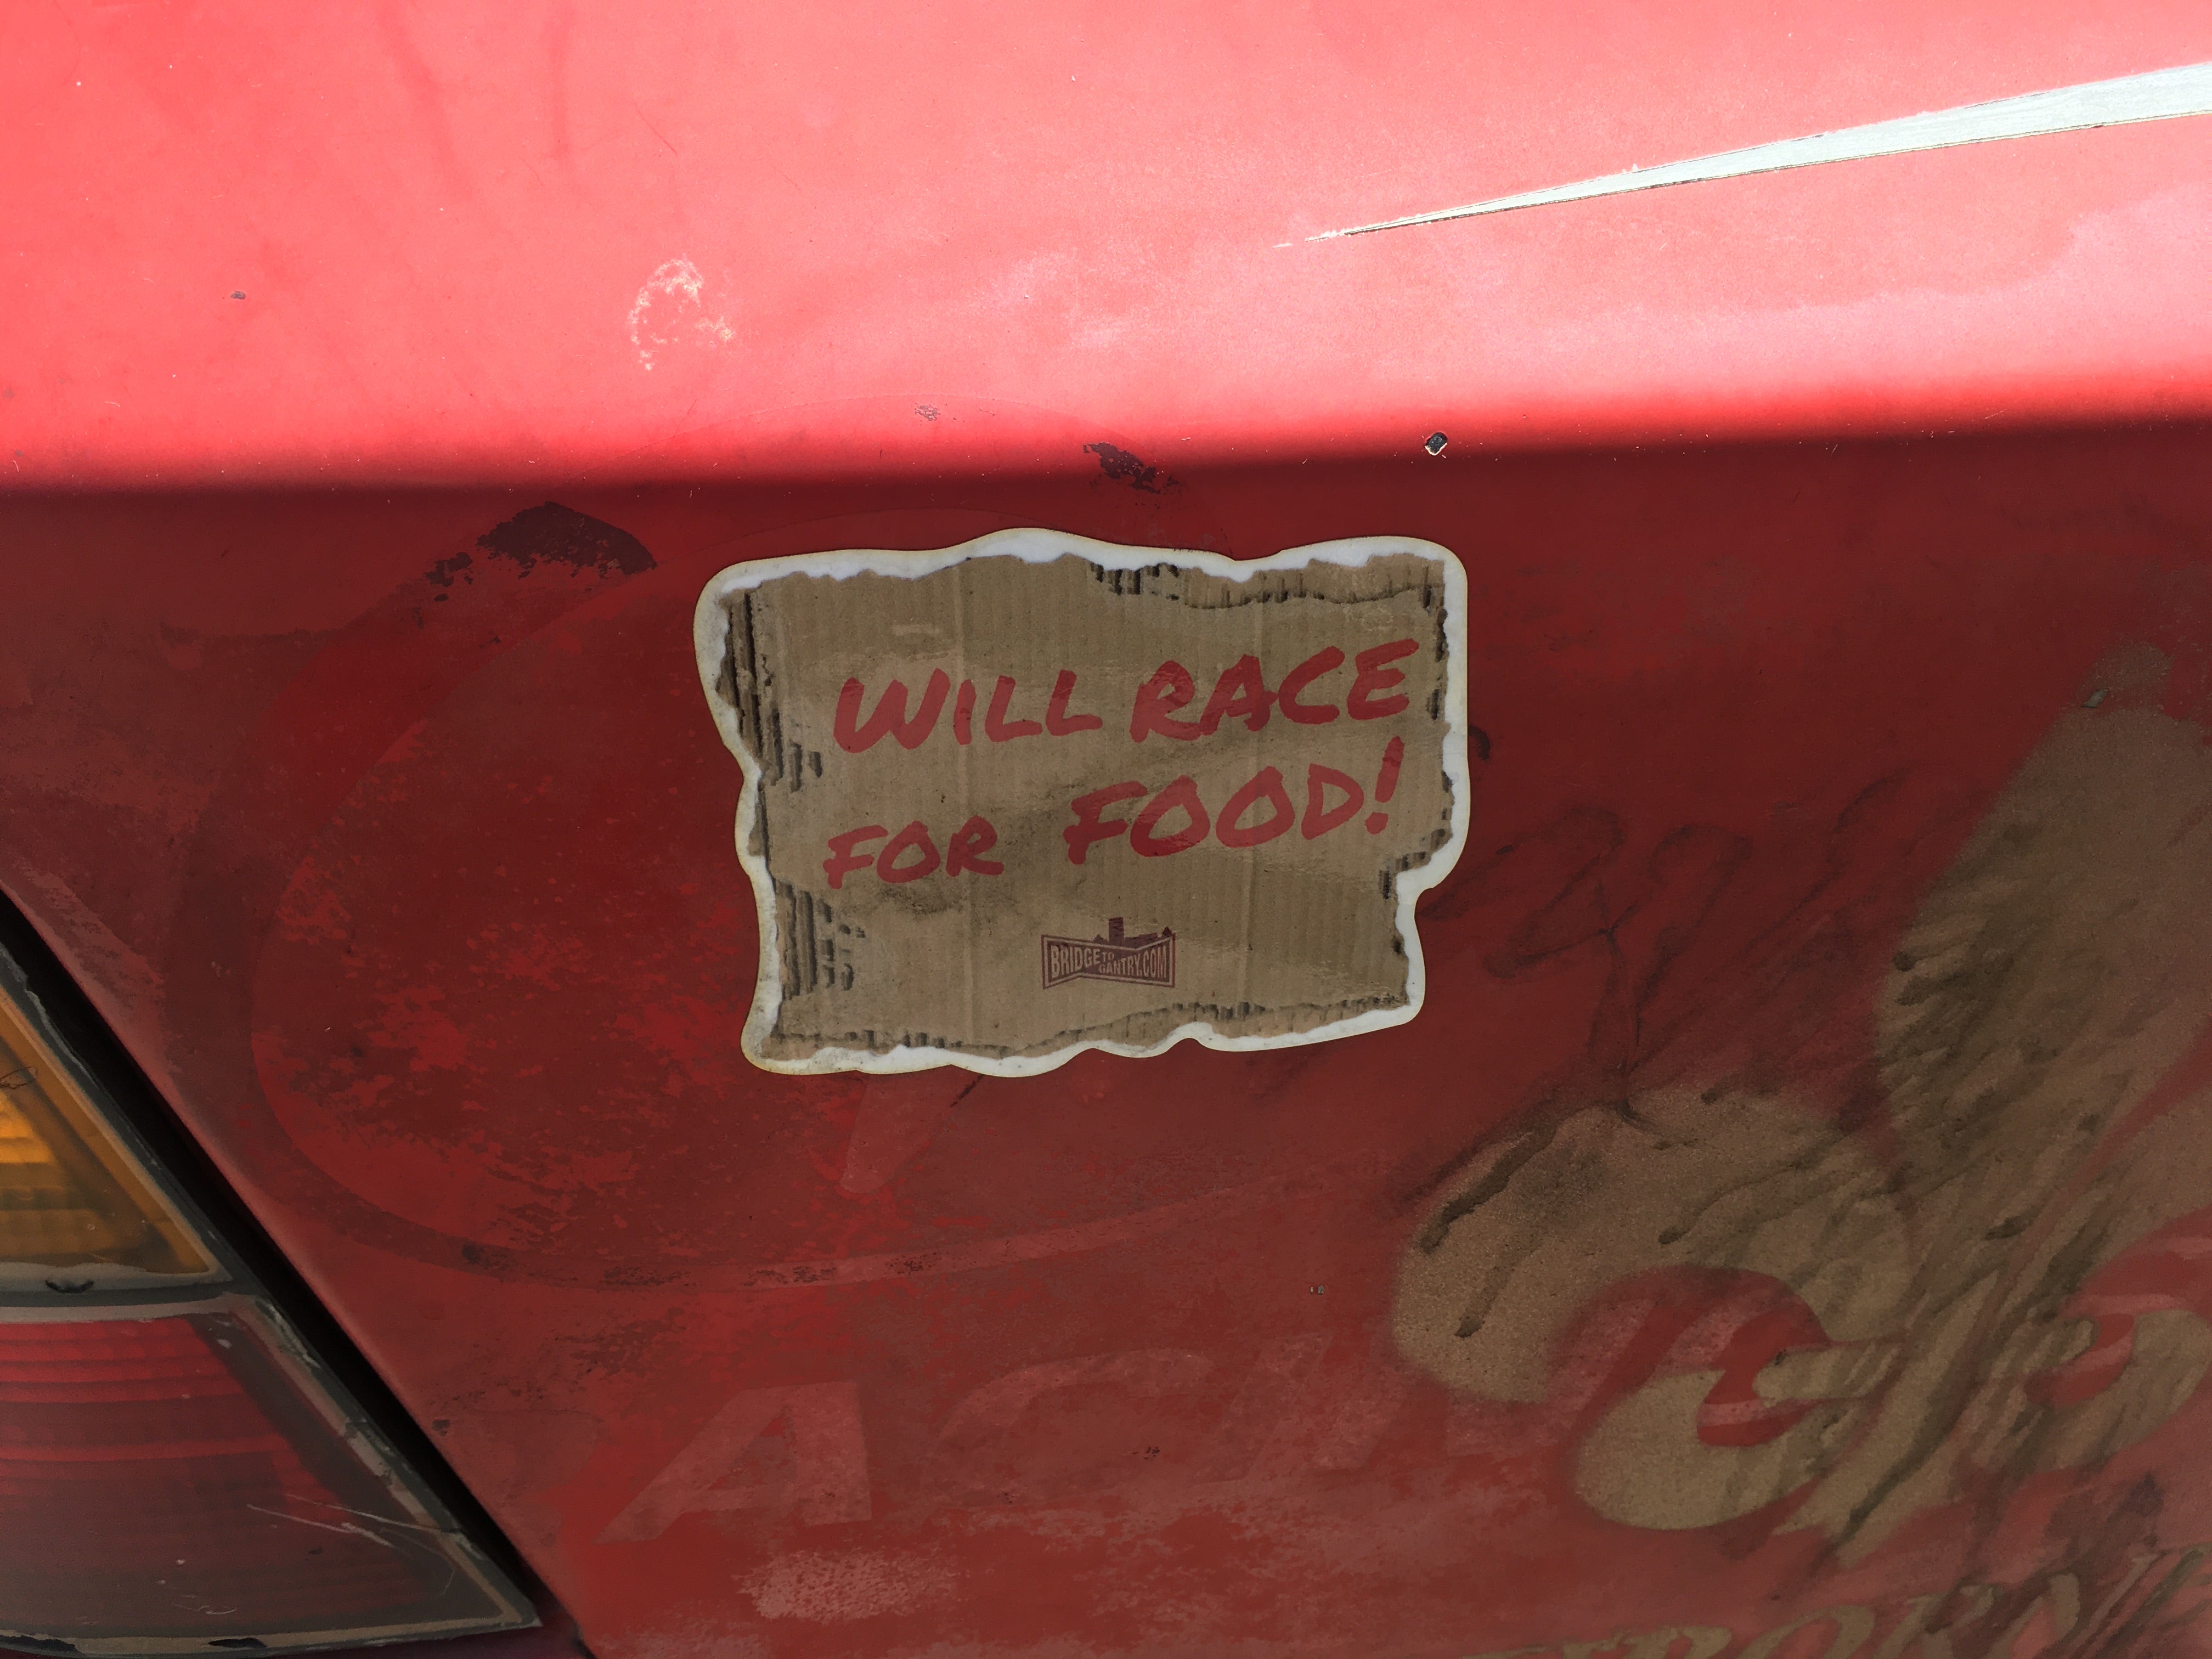 WILL RACE
FOR FOOD!
BRIDGE TO GANTRY.COM